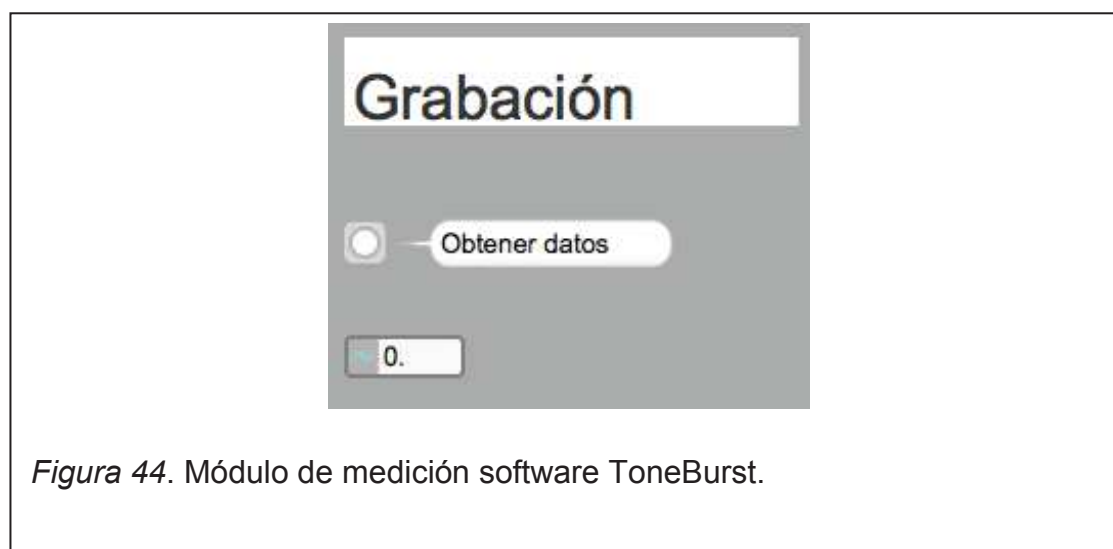 Grabación
Obtener datos
0.
Figura 44. Módulo de medición software ToneBurst.